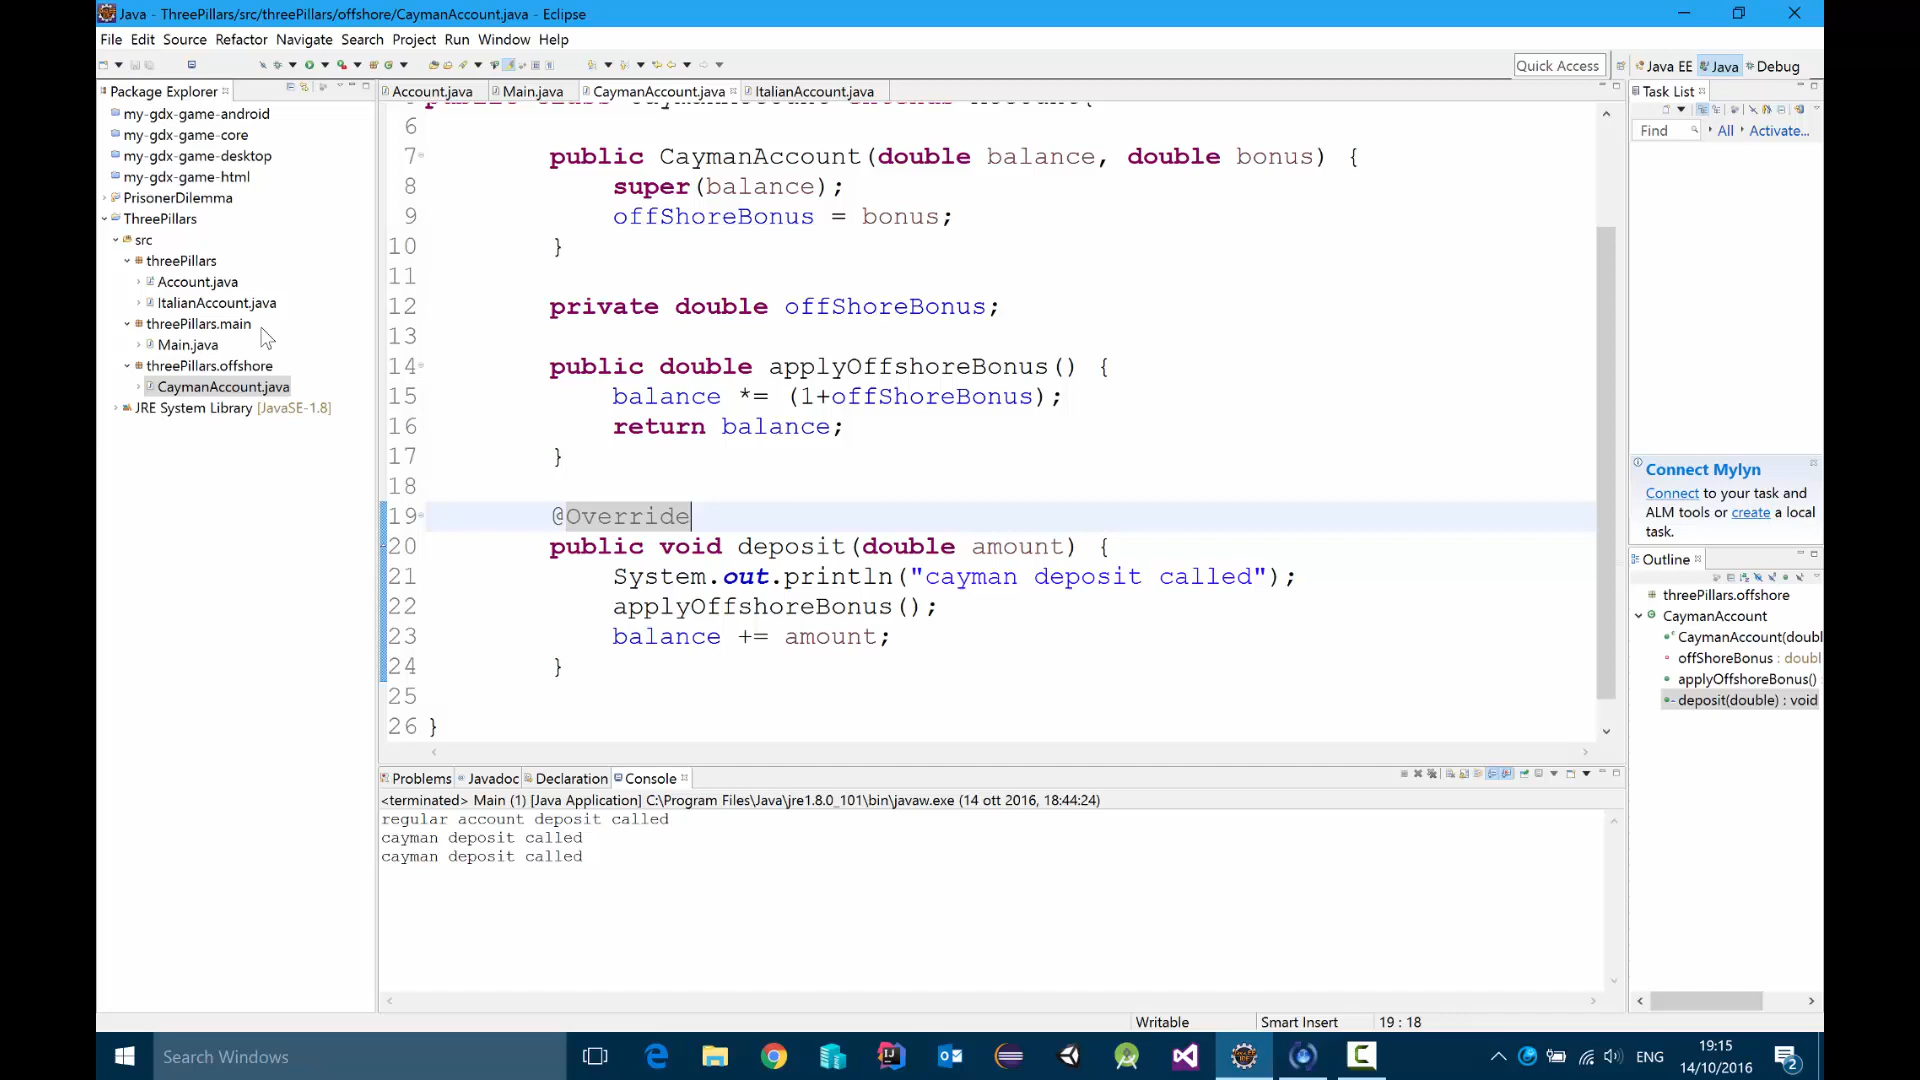 Java - ThreePillars/src/threePillars/offshore/CaymanAccount.java - Eclipse
File Edit Source Refactor Navigate Search Project Run Window Help
Quick Access Java EE Java Debug
Package Explorer
my-gdx-game-android
my-gdx-game-core
my-gdx-game-desktop
my-gdx-game-html
PrisonerDilemma
ThreePillars
src
threePillars
Account.java
ItalianAccount.java
threePillars.main
Main.java
threePillars.offshore
CaymanAccount.java
JRE System Library [JavaSE-1.8]
Account.java Main.java CaymanAccount.java ItalianAccount.java
public class CaymanAccount extends Account{
6
7 public CaymanAccount(double balance, double bonus) {
8 super(balance);
9 offShoreBonus = bonus;
10 }
11
12 private double offShoreBonus;
13
14 public double applyOffshoreBonus() {
15 balance *= (1+offShoreBonus);
16 return balance;
17 }
18
19 @Override
20 public void deposit(double amount) {
21 System.out.println("cayman deposit called");
22 applyOffshoreBonus();
23 balance += amount;
24 }
25
26 }
Problems Javadoc Declaration Console
<terminated> Main (1) [Java Application] C:\Program Files\Java\jre1.8.0_101\bin\javaw.exe (14 ott 2016, 18:44:24)
regular account deposit called
cayman deposit called
cayman deposit called
Task List
Find All Activate...
Connect Mylyn
Connect to your task and
ALM tools or create a local
task.
Outline
threePillars.offshore
CaymanAccount
CaymanAccount(doubl
offShoreBonus : doubl
applyOffshoreBonus()
deposit(double) : void
Writable Smart Insert 19 : 18
Search Windows
ENG
19:15
14/10/2016
2